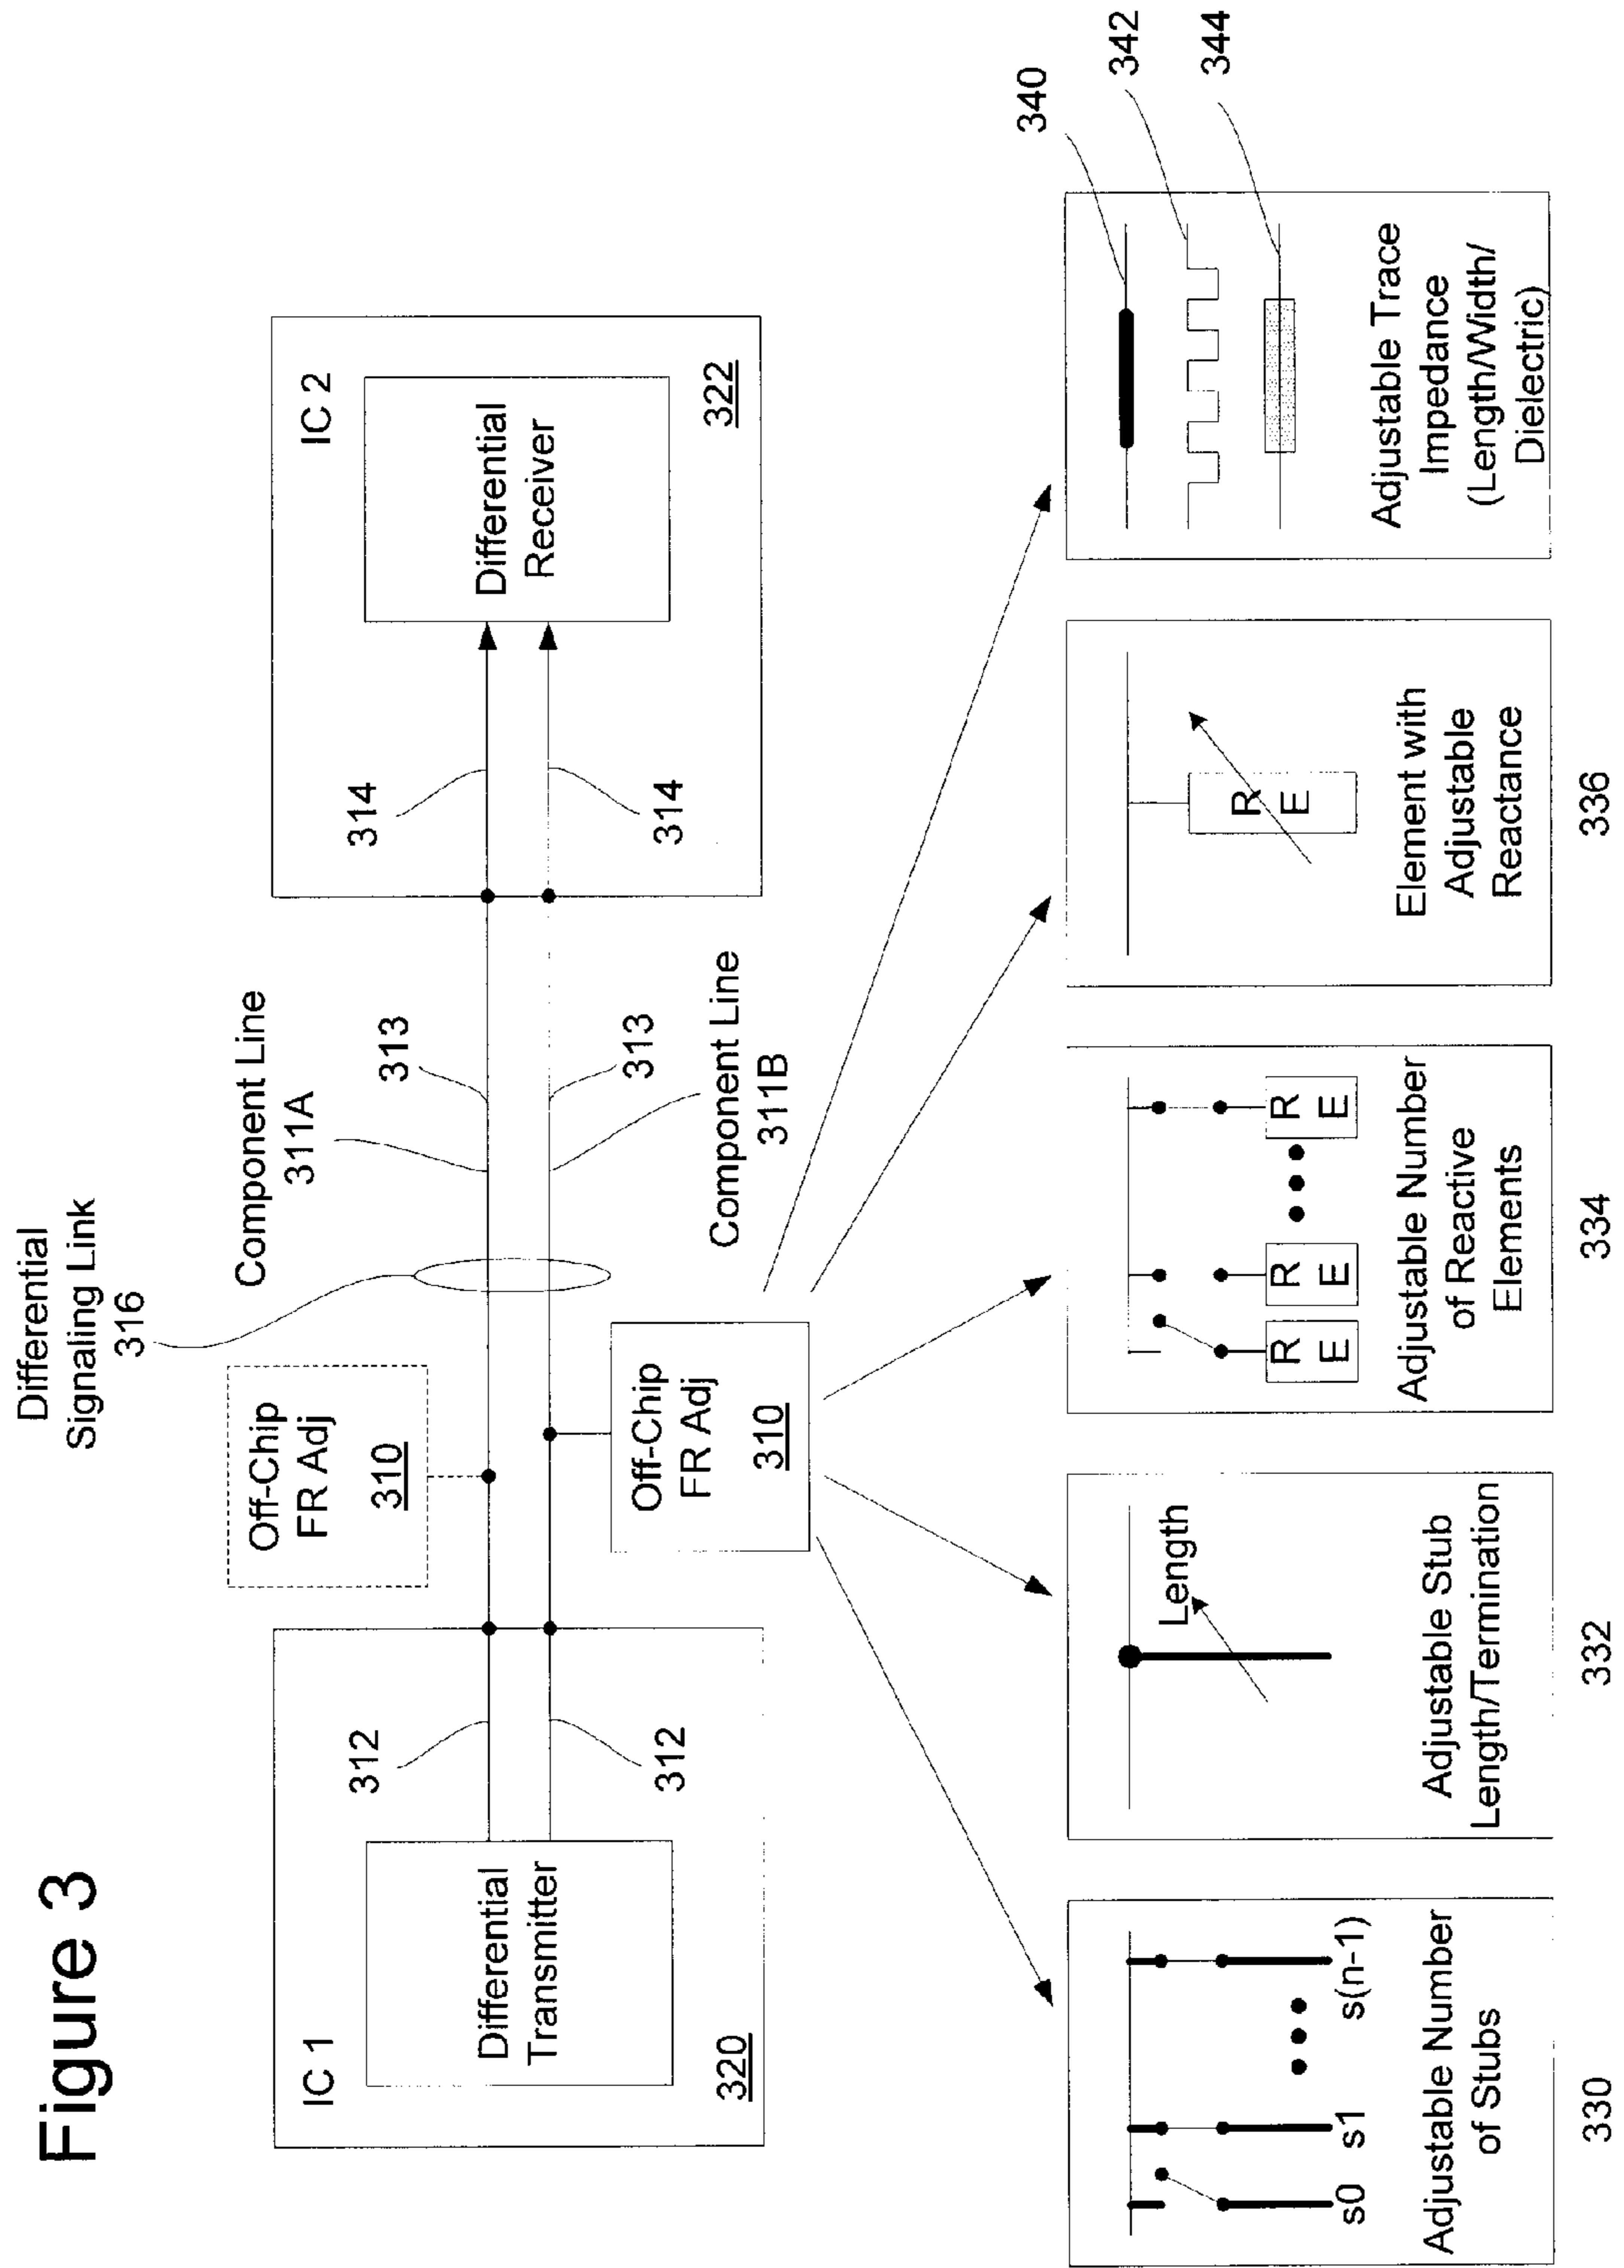 Figure 3
Differential
Signaling Link
316
Component Line
311A
Off-Chip
FR Adj
310
IC 1
Differential
Transmitter
320
312
312
313
313
314
314
IC 2
Differential
Receiver
322
Off-Chip
FR Adj
310
Component Line
311B
s0
s1
s(n-1)
Adjustable Number
of Stubs
330
Length
Adjustable Stub
Length/Termination
332
R
E
R
E
R
E
Adjustable Number
of Reactive
Elements
334
R
E
Element with
Adjustable
Reactance
336
340
342
344
Adjustable Trace
Impedance
(Length/Width/
Dielectric)